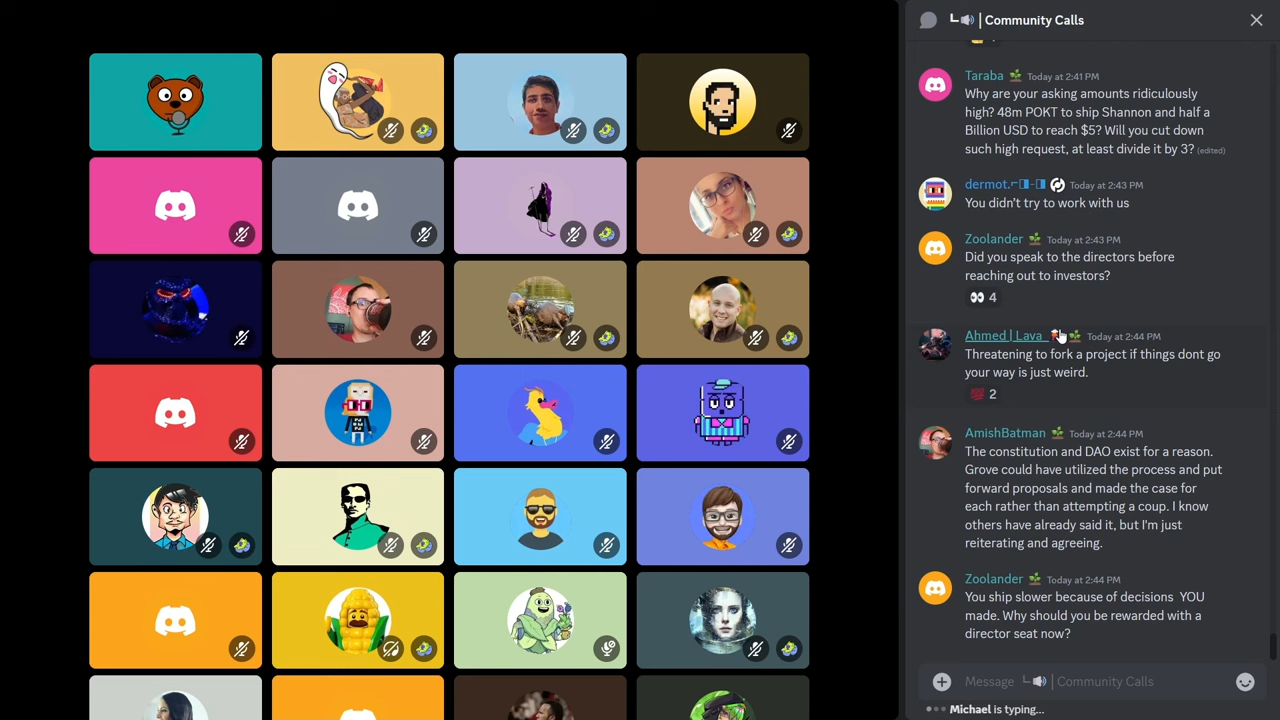 Community Calls
Taraba Today at 2:41 PM
Why are your asking amounts ridiculously
high? 48m POKT to ship Shannon and half a
Billion USD to reach $5? Will you cut down
such high request, at least divide it by 3? (edited)
dermot. Today at 2:43 PM
You didn't try to work with us
Zoolander Today at 2:43 PM
Did you speak to the directors before
reaching out to investors?
4
Ahmed | Lava Today at 2:44 PM
Threatening to fork a project if things dont go
your way is just weird.
2
AmishBatman Today at 2:44 PM
The constitution and DAO exist for a reason.
Grove could have utilized the process and put
forward proposals and made the case for
each rather than attempting a coup. I know
others have already said it, but I'm just
reiterating and agreeing.
Zoolander Today at 2:44 PM
You ship slower because of decisions YOU
made. Why should you be rewarded with a
director seat now?
Message Community Calls
Michael is typing...